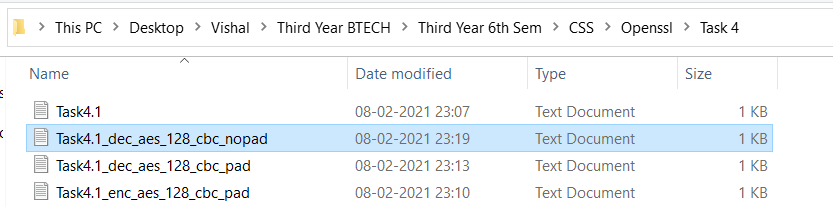 This PC > Desktop > Vishal > Third Year BTECH > Third Year 6th Sem > CSS > Openssl > Task 4
Name Date modified Type Size
Task4.1 08-02-2021 23:07 Text Document 1 KB
Task4.1_dec_aes_128_cbc_nopad 08-02-2021 23:19 Text Document 1 KB
Task4.1_dec_aes_128_cbc_pad 08-02-2021 23:13 Text Document 1 KB
Task4.1_enc_aes_128_cbc_pad 08-02-2021 23:10 Text Document 1 KB